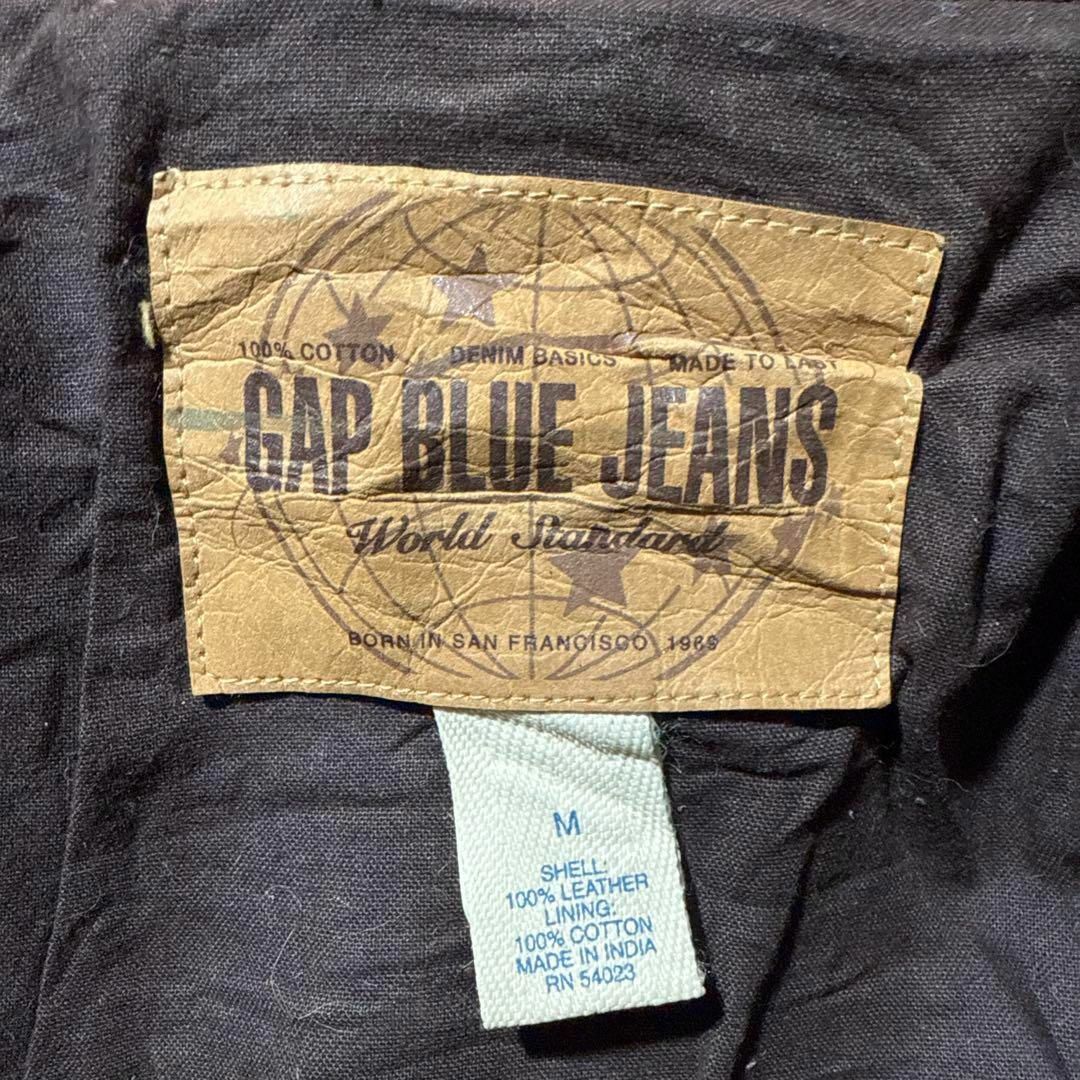 100% COTTON DENIM BASICS MADE TO LAST
GAP BLUE JEANS
World Standard
BORN IN SAN FRANCISCO 1969
M
SHELL:
100% LEATHER
LINING:
100% COTTON
MADE IN INDIA
RN 54023